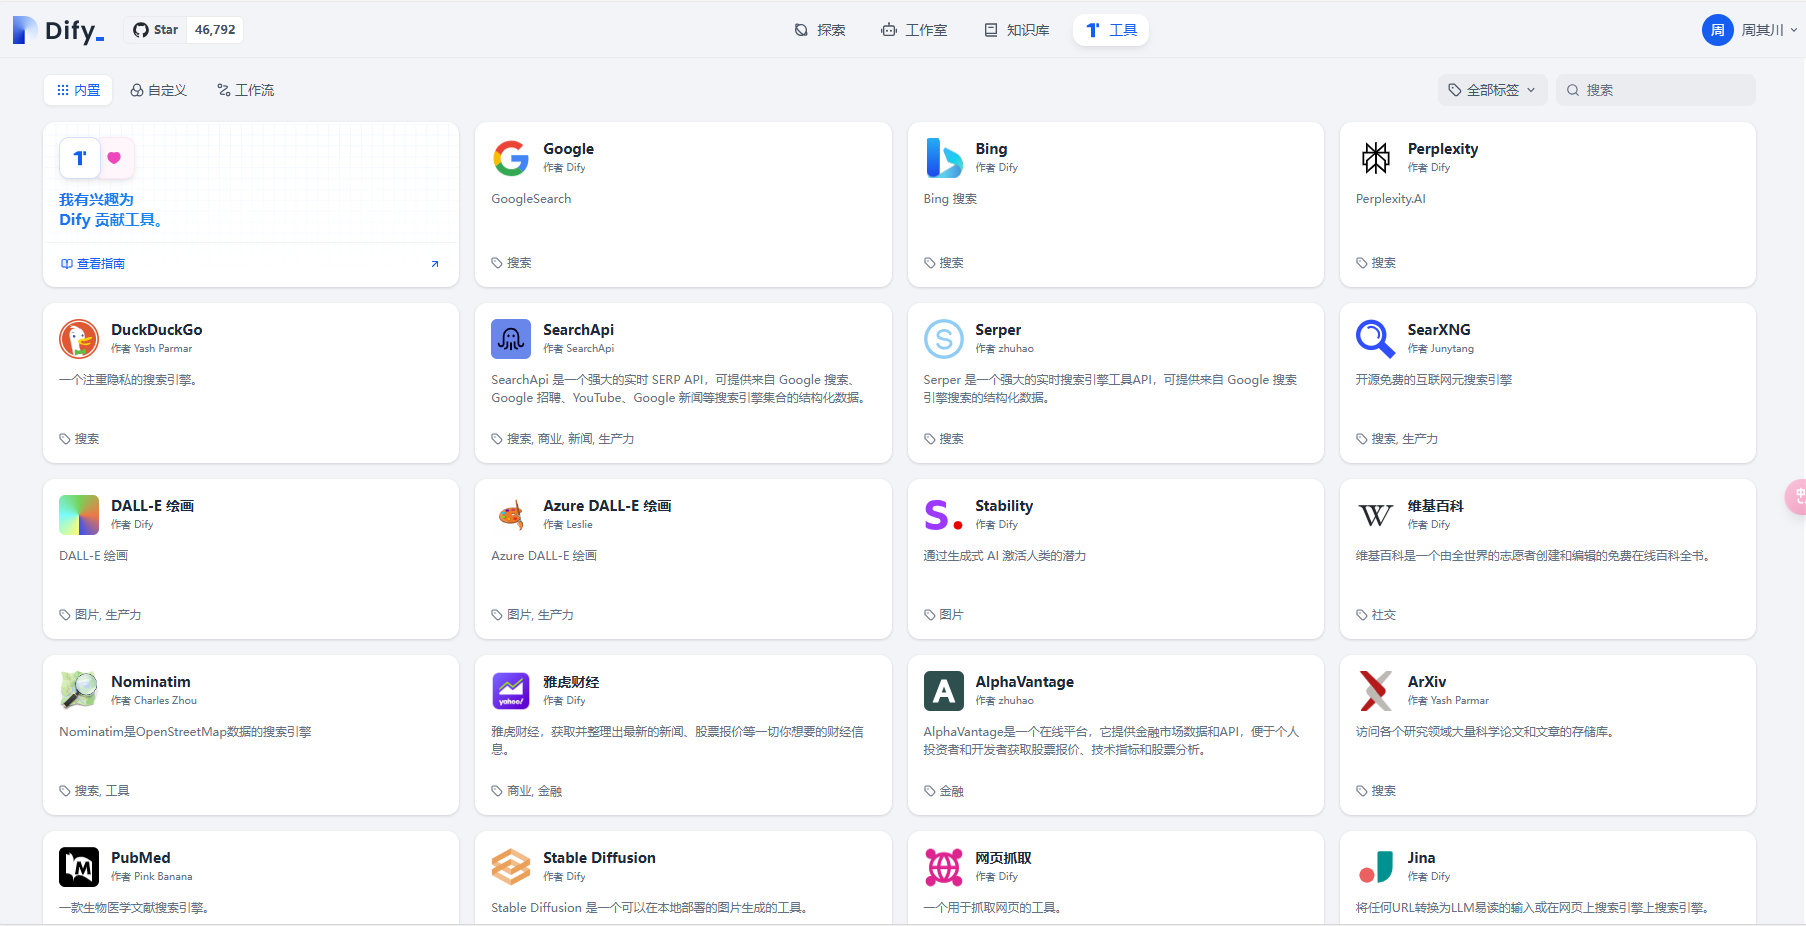 Dify_
Star 46,792
探索
工作室
知识库
工具
周
周其川
内置
自定义
工作流
全部标签
搜索
我有兴趣为
Dify 贡献工具。
查看指南
Google
作者 Dify
GoogleSearch
搜索
Bing
作者 Dify
Bing 搜索
搜索
Perplexity
作者 Dify
Perplexity.AI
搜索
DuckDuckGo
作者 Yash Parmar
一个注重隐私的搜索引擎。
搜索
SearchApi
作者 SearchApi
SearchApi 是一个强大的实时 SERP API，可提供来自 Google 搜索、
Google 招聘、YouTube、Google 新闻等搜索引擎集合的结构化数据。
搜索, 商业, 新闻, 生产力
Serper
作者 zhuhao
Serper 是一个强大的实时搜索引擎工具API，可提供来自 Google 搜索
引擎搜索的结构化数据。
搜索
SearXNG
作者 Junytang
开源免费的互联网元搜索引擎
搜索, 生产力
DALL-E 绘画
作者 Dify
DALL-E 绘画
图片, 生产力
Azure DALL-E 绘画
作者 Leslie
Azure DALL-E 绘画
图片, 生产力
Stability
作者 Dify
通过生成式 AI 激活人类的潜力
图片
维基百科
作者 Dify
维基百科是一个由全世界的志愿者创建和编辑的免费在线百科全书。
社交
Nominatim
作者 Charles Zhou
Nominatim是OpenStreetMap数据的搜索引擎
搜索, 工具
yahoo!
雅虎财经
作者 Dify
雅虎财经，获取并整理出最新的新闻、股票报价等一切你想要的财经信
息。
商业, 金融
A
AlphaVantage
作者 zhuhao
AlphaVantage是一个在线平台，它提供金融市场数据和API，便于个人
投资者和开发者获取股票报价、技术指标和股票分析。
金融
ArXiv
作者 Yash Parmar
访问各个研究领域大量科学论文和文章的存储库。
搜索
PubMed
作者 Pink Banana
一款生物医学文献搜索引擎。
Stable Diffusion
作者 Dify
Stable Diffusion 是一个可以在本地部署的图片生成的工具。
网页抓取
作者 Dify
一个用于抓取网页的工具。
Jina
作者 Dify
将任何URL转换为LLM易读的输入或在网页上搜索引擎上搜索引擎。